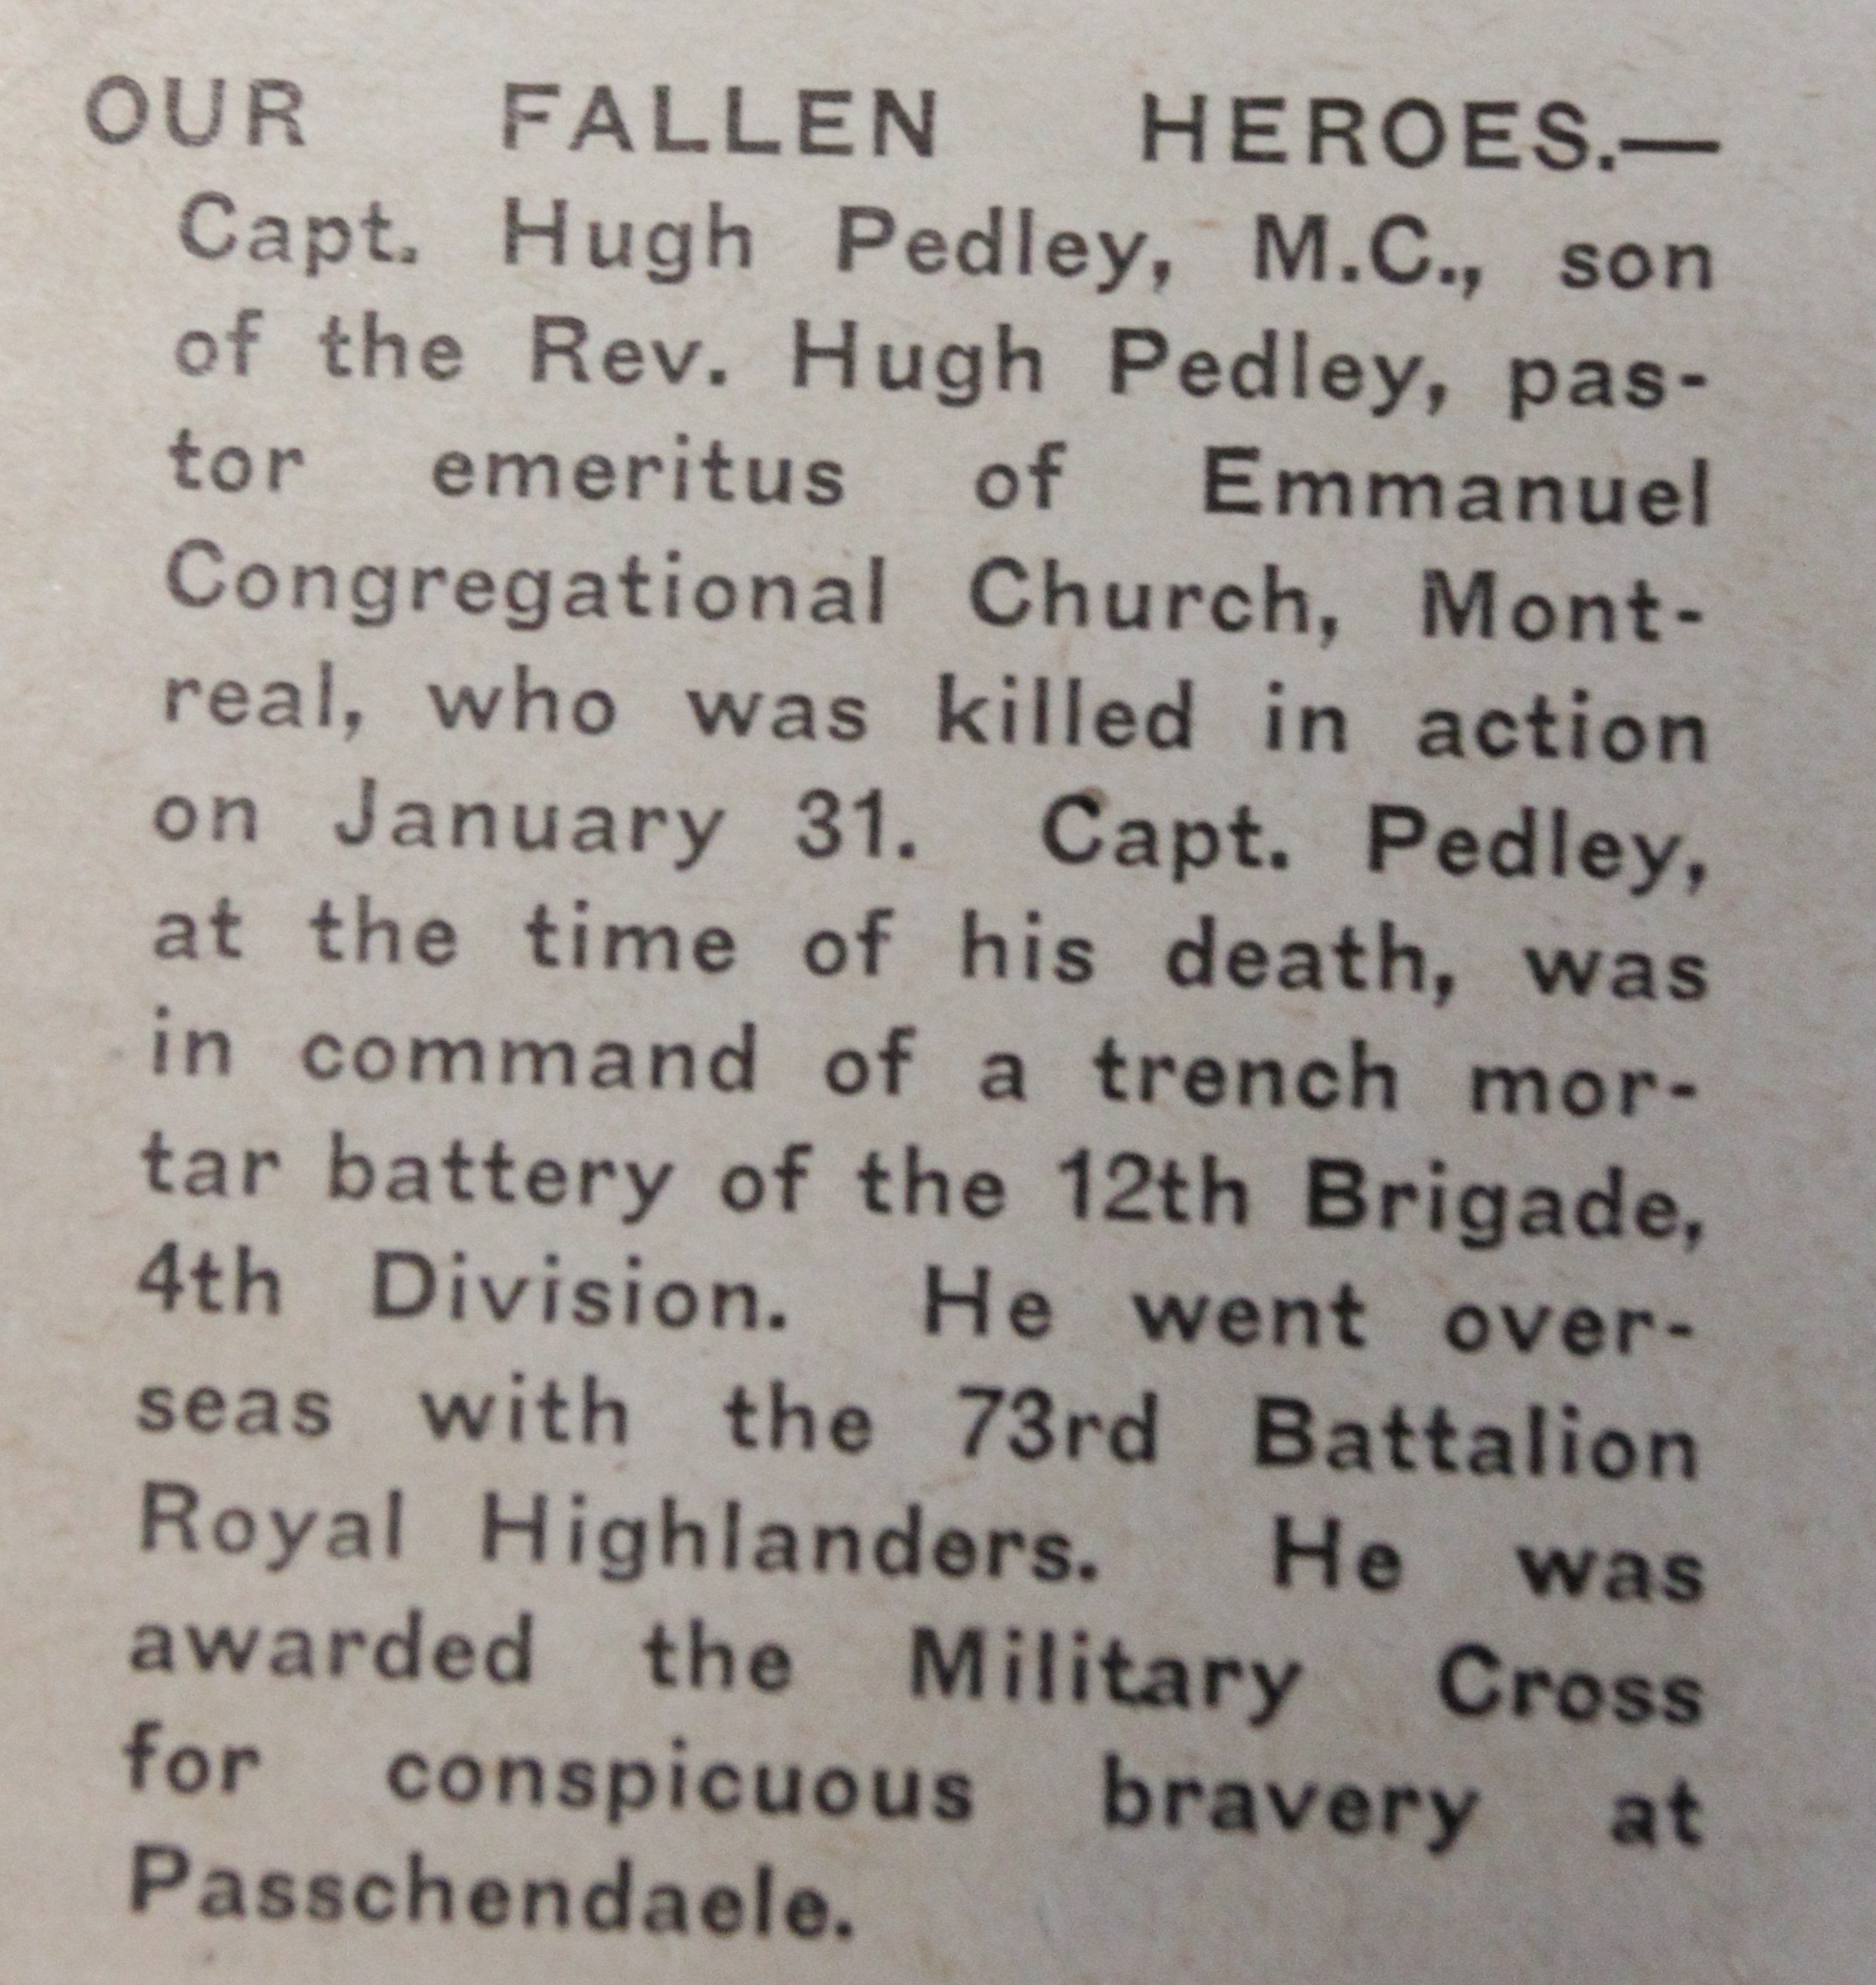 OUR FALLEN HEROES.—
Capt. Hugh Pedley, M.C., son
of the Rev. Hugh Pedley, pas-
tor emeritus of Emmanuel
Congregational Church, Mont-
real, who was killed in action
on January 31. Capt. Pedley,
at the time of his death, was
in command of a trench mor-
tar battery of the 12th Brigade,
4th Division. He went over-
seas with the 73rd Battalion
Royal Highlanders. He was
awarded the Military Cross
for conspicuous bravery at
Passchendaele.